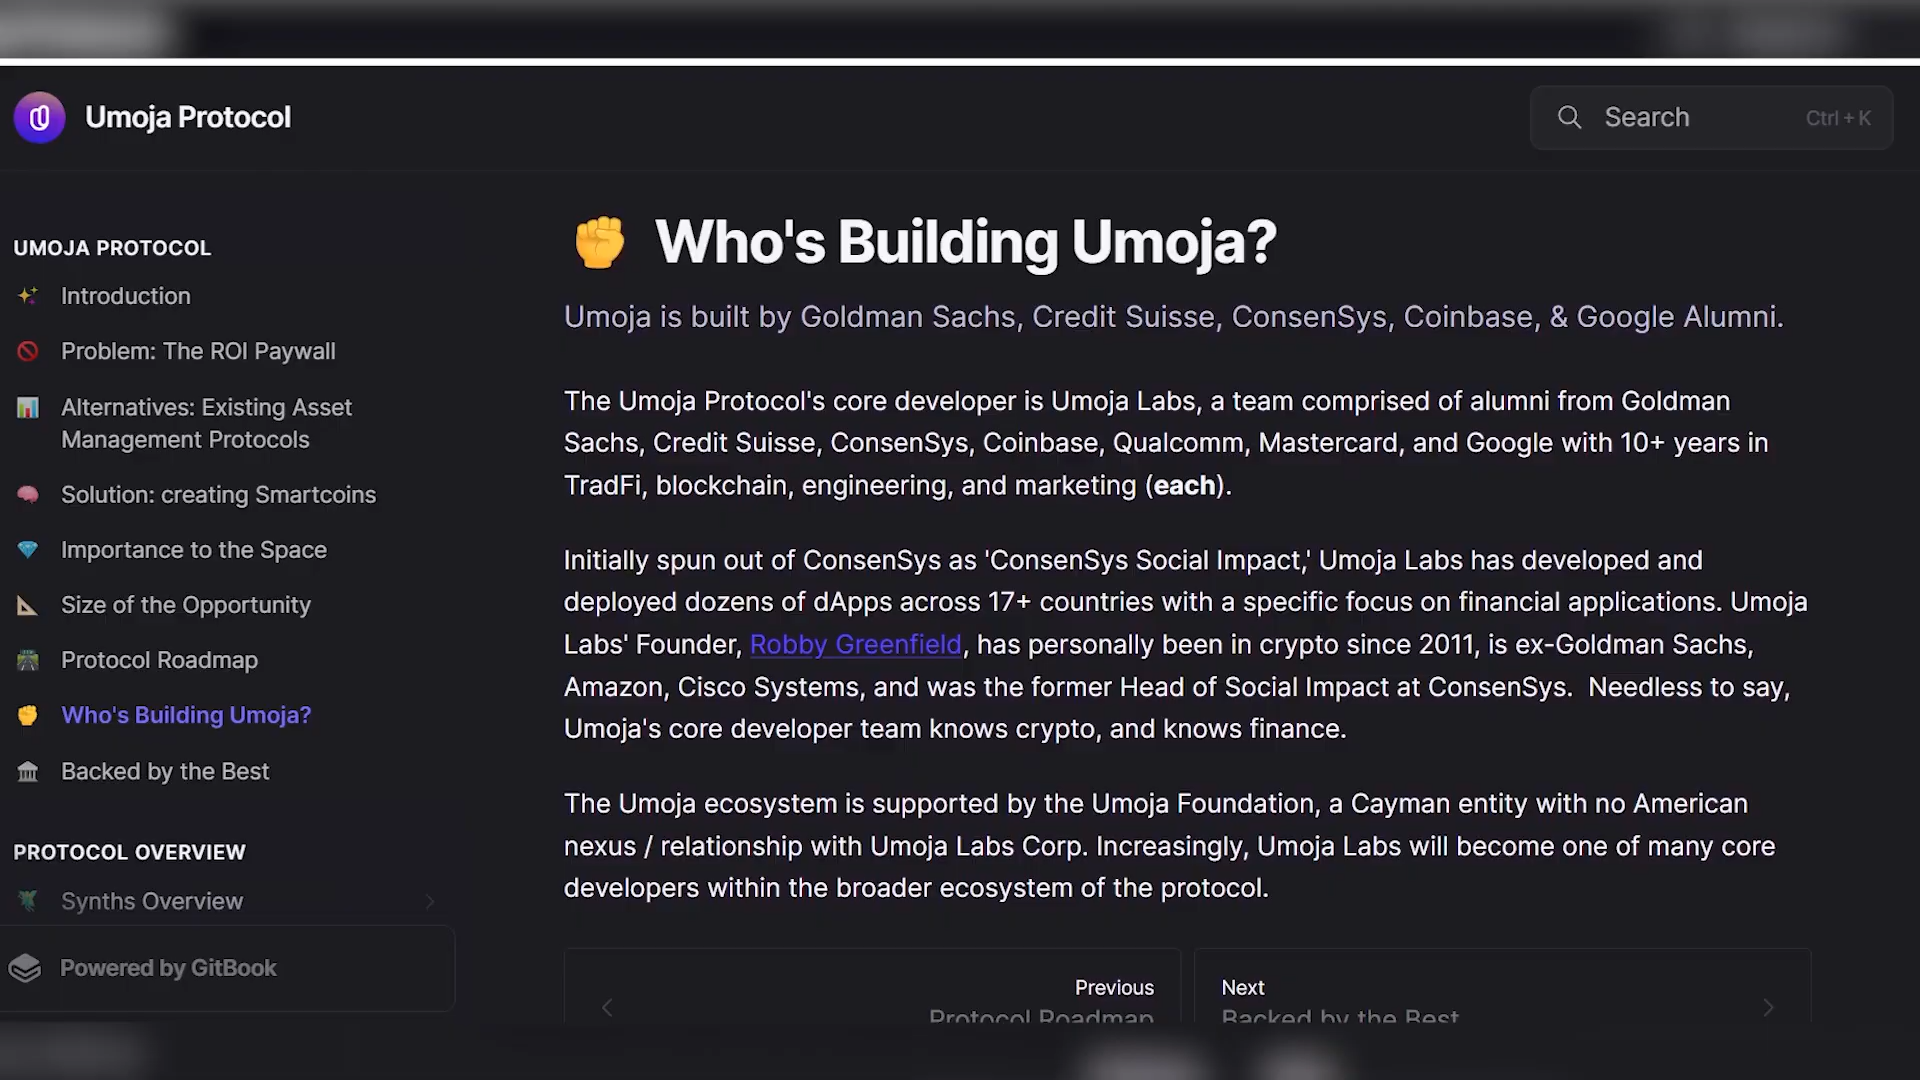 Umoja Protocol
Search
Ctrl + K
UMOJA PROTOCOL
Introduction
Problem: The ROI Paywall
Alternatives: Existing Asset
Management Protocols
Solution: creating Smartcoins
Importance to the Space
Size of the Opportunity
Protocol Roadmap
Who's Building Umoja?
Backed by the Best
PROTOCOL OVERVIEW
Synths Overview
Powered by GitBook
✊ Who's Building Umoja?
Umoja is built by Goldman Sachs, Credit Suisse, ConsenSys, Coinbase, & Google Alumni.
The Umoja Protocol's core developer is Umoja Labs, a team comprised of alumni from Goldman
Sachs, Credit Suisse, ConsenSys, Coinbase, Qualcomm, Mastercard, and Google with 10+ years in
TradFi, blockchain, engineering, and marketing (each).
Initially spun out of ConsenSys as 'ConsenSys Social Impact,' Umoja Labs has developed and
deployed dozens of dApps across 17+ countries with a specific focus on financial applications. Umoja
Labs' Founder, Robby Greenfield, has personally been in crypto since 2011, is ex-Goldman Sachs,
Amazon, Cisco Systems, and was the former Head of Social Impact at ConsenSys. Needless to say,
Umoja's core developer team knows crypto, and knows finance.
The Umoja ecosystem is supported by the Umoja Foundation, a Cayman entity with no American
nexus / relationship with Umoja Labs Corp. Increasingly, Umoja Labs will become one of many core
developers within the broader ecosystem of the protocol.
Previous
Protocol Roadmap
Next
Backed by the Best